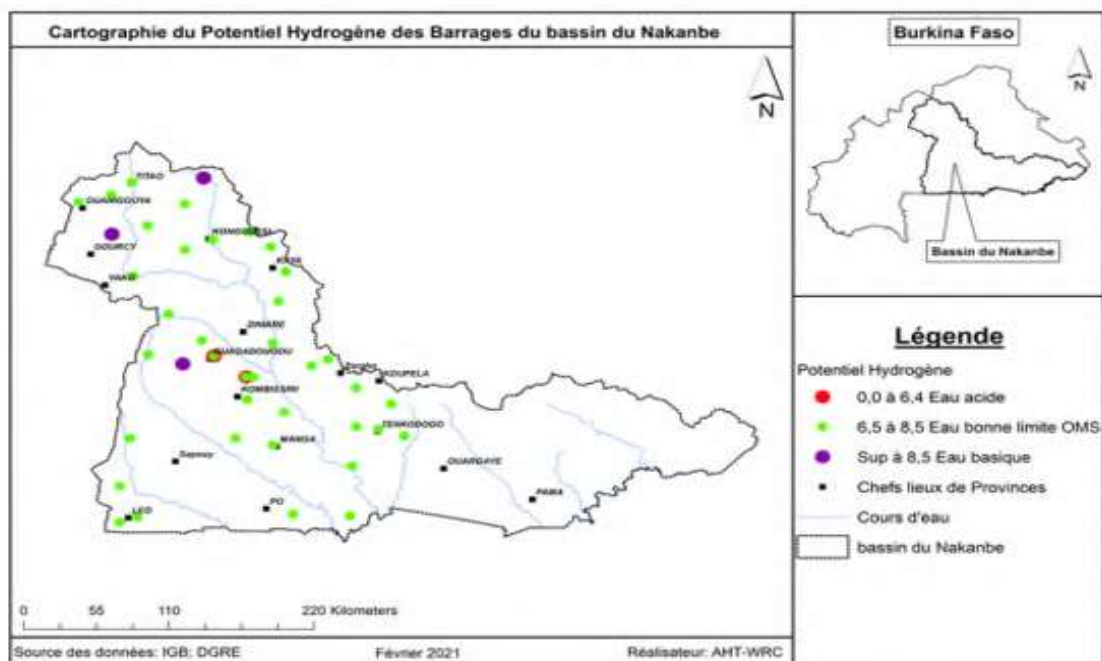 Cartographie du Potentiel Hydrogène des Barrages du bassin du Nakanbe
N
TITAO
OUAHIGOUYA
GOURCY
KONGOUSSI
KAYA
YAKO
ZINIARE
OUAGADOUGOU
KOMBISSIRI
KOUPELA
TENKODOGO
MANGA
Sapouy
OUARGAYE
PAMA
PO
LEO
0 55 110 220 Kilometers
Source des données: IGB; DGRE Février 2021 Réalisateur: AHT-WRC
Burkina Faso
N
Bassin du Nakanbe
Légende
Potentiel Hydrogène
0,0 à 6,4 Eau acide
6,5 à 8,5 Eau bonne limite OMS
Sup à 8,5 Eau basique
Chefs lieux de Provinces
Cours d'eau
bassin du Nakanbe